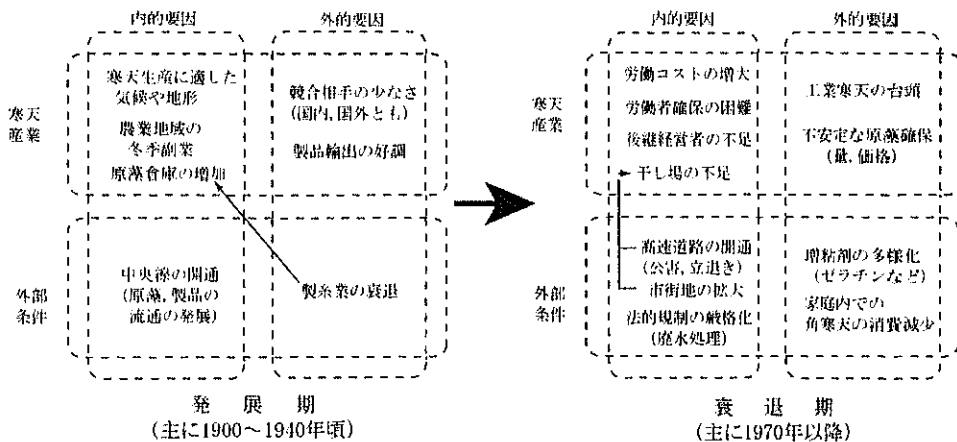 内的要因
外的要因
寒天
産業
寒天生産に適した
気候や地形
農業地域の
冬季副業
原藻倉庫の増加
競合相手の少なさ
(国内,国外とも)
製品輸出の好調
外部
条件
中央線の開通
(原藻,製品の
流通の発展)
製糸業の衰退
発展期
(主に1900〜1940年頃)
内的要因
外的要因
寒天
産業
労働コストの増大
労働者確保の困難
後継経営者の不足
干し場の不足
工業寒天の台頭
不安定な原藻確保
(量,価格)
外部
条件
高速道路の開通
(公害,立退き)
市街地の拡大
法的規制の厳格化
(廃水処理)
増粘剤の多様化
(ゼラチンなど)
家庭内での
角寒天の消費減少
衰退期
(主に1970年以降)